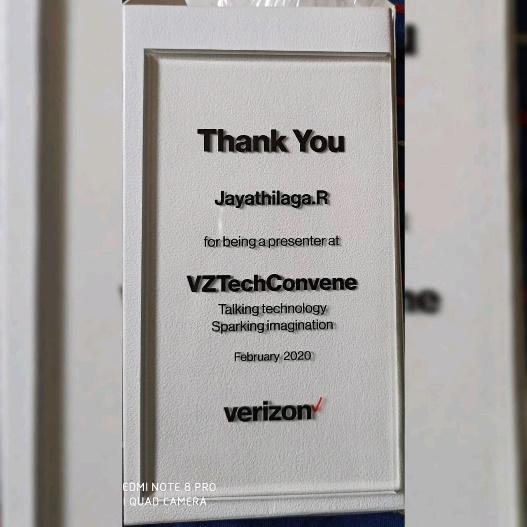 Thank You
Jayathilaga.R
for being a presenter at
VZTechConvene
Talking technology
Sparking imagination
February 2020
verizon✓
EDMI NOTE 8 PRO
QUAD CAMERA